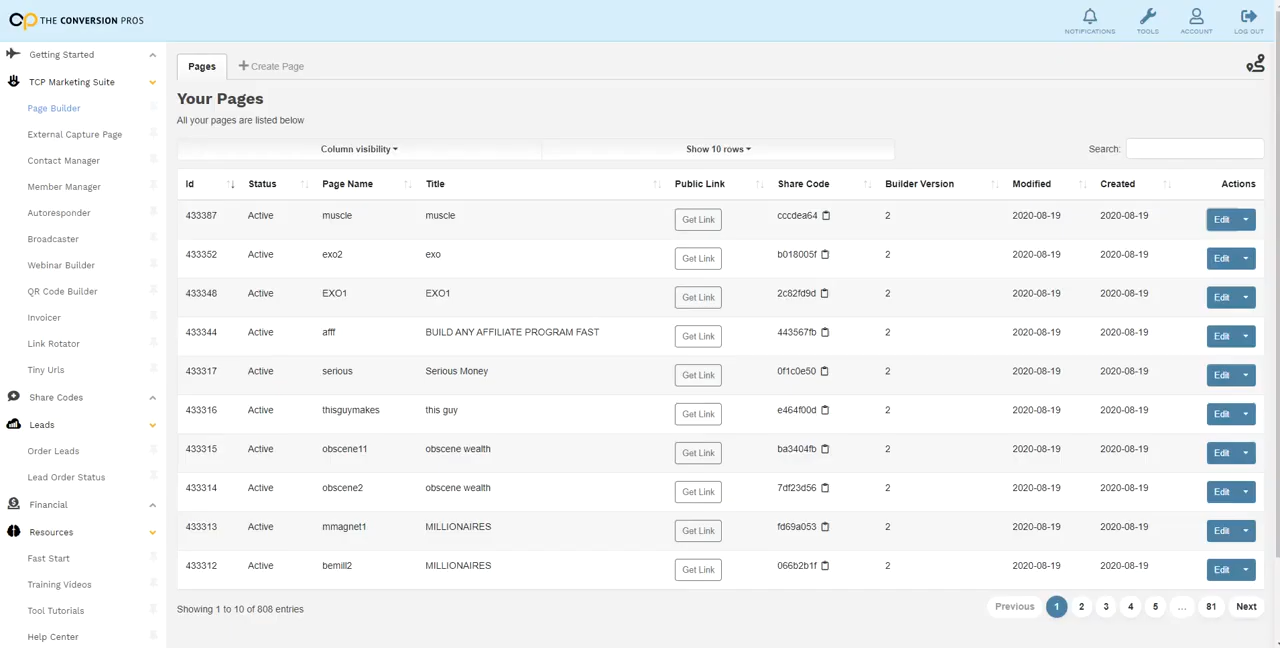 THE CONVERSION PROS
NOTIFICATIONS TOOLS ACCOUNT LOG OUT
Getting Started
TCP Marketing Suite
Page Builder
External Capture Page
Contact Manager
Member Manager
Autoresponder
Broadcaster
Webinar Builder
QR Code Builder
Invoicer
Link Rotator
Tiny Urls
Share Codes
Leads
Order Leads
Lead Order Status
Financial
Resources
Fast Start
Training Videos
Tool Tutorials
Help Center
Pages + Create Page
Your Pages
All your pages are listed below
Column visibility Show 10 rows Search:
Id Status Page Name Title Public Link Share Code Builder Version Modified Created Actions
433387 Active muscle muscle Get Link cccdea64 2 2020-08-19 2020-08-19 Edit
433352 Active exo2 exo Get Link b018005f 2 2020-08-19 2020-08-19 Edit
433348 Active EXO1 EXO1 Get Link 2c82fd9d 2 2020-08-19 2020-08-19 Edit
433344 Active afff BUILD ANY AFFILIATE PROGRAM FAST Get Link 443567fb 2 2020-08-19 2020-08-19 Edit
433317 Active serious Serious Money Get Link 0f1c0e50 2 2020-08-19 2020-08-19 Edit
433316 Active thisguymakes this guy Get Link e464f00d 2 2020-08-19 2020-08-19 Edit
433315 Active obscene11 obscene wealth Get Link ba3404fb 2 2020-08-19 2020-08-19 Edit
433314 Active obscene2 obscene wealth Get Link 7df23d56 2 2020-08-19 2020-08-19 Edit
433313 Active mmagnet1 MILLIONAIRES Get Link fd69a053 2 2020-08-19 2020-08-19 Edit
433312 Active bemill2 MILLIONAIRES Get Link 066b2b1f 2 2020-08-19 2020-08-19 Edit
Showing 1 to 10 of 808 entries
Previous 1 2 3 4 5 ... 81 Next